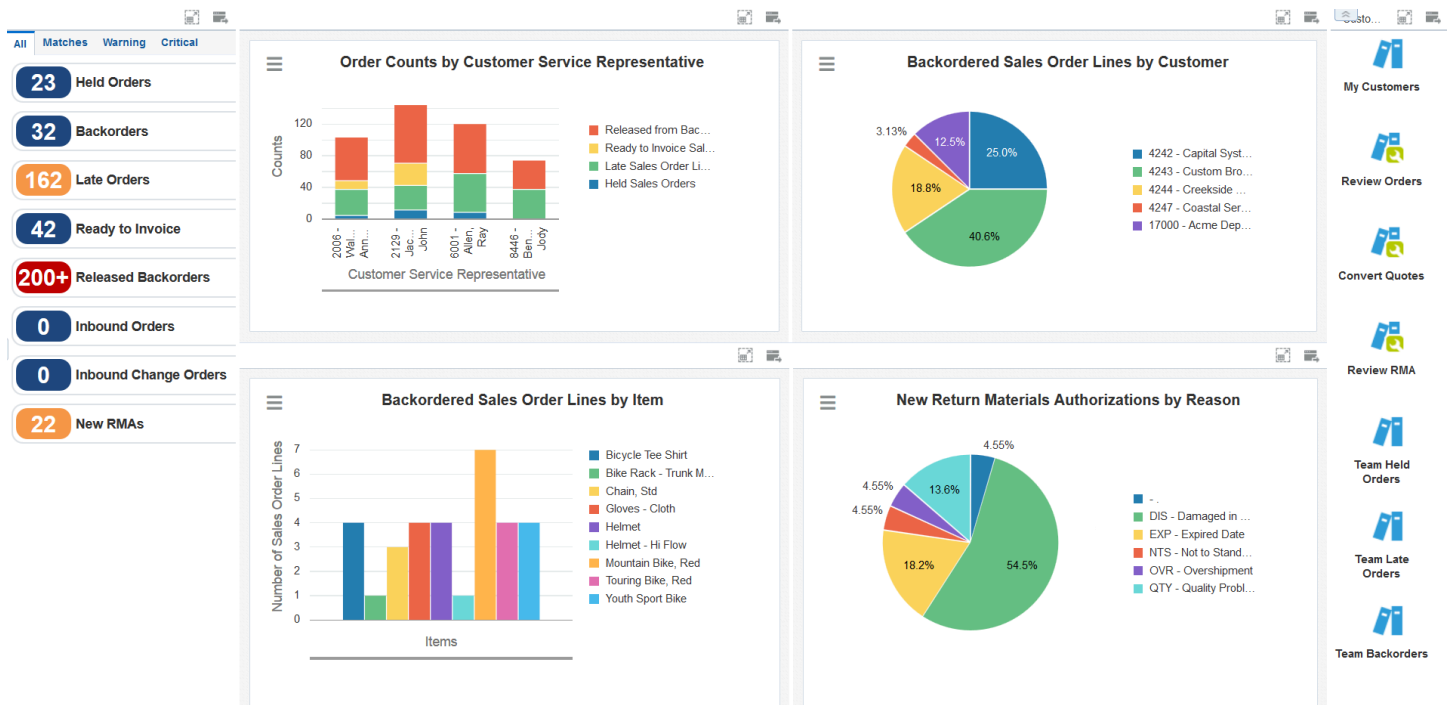 All Matches Warning Critical
23 Held Orders
32 Backorders
162 Late Orders
42 Ready to Invoice
200+ Released Backorders
0 Inbound Orders
0 Inbound Change Orders
22 New RMAs
Order Counts by Customer Service Representative
Counts
120
80
40
0
2006 -
Wal...
Ann...
2129 -
Jac...
John
6001 -
Allen,
Ray
8446 -
Ben...
Jody
Customer Service Representative
Released from Bac...
Ready to Invoice Sal...
Late Sales Order Li...
Held Sales Orders
Backordered Sales Order Lines by Customer
3.13%
12.5%
25.0%
18.8%
40.6%
4242 - Capital Syst...
4243 - Custom Bro...
4244 - Creekside ...
4247 - Coastal Ser...
17000 - Acme Dep...
Backordered Sales Order Lines by Item
Number of Sales Order Lines
7
6
5
4
3
2
1
0
Items
Bicycle Tee Shirt
Bike Rack - Trunk M...
Chain, Std
Gloves - Cloth
Helmet
Helmet - Hi Flow
Mountain Bike, Red
Touring Bike, Red
Youth Sport Bike
New Return Materials Authorizations by Reason
4.55%
13.6%
4.55%
4.55%
18.2%
54.5%
- .
DIS - Damaged in ...
EXP - Expired Date
NTS - Not to Stand...
OVR - Overshipment
QTY - Quality Probl...
My Customers
Review Orders
Convert Quotes
Review RMA
Team Held
Orders
Team Late
Orders
Team Backorders